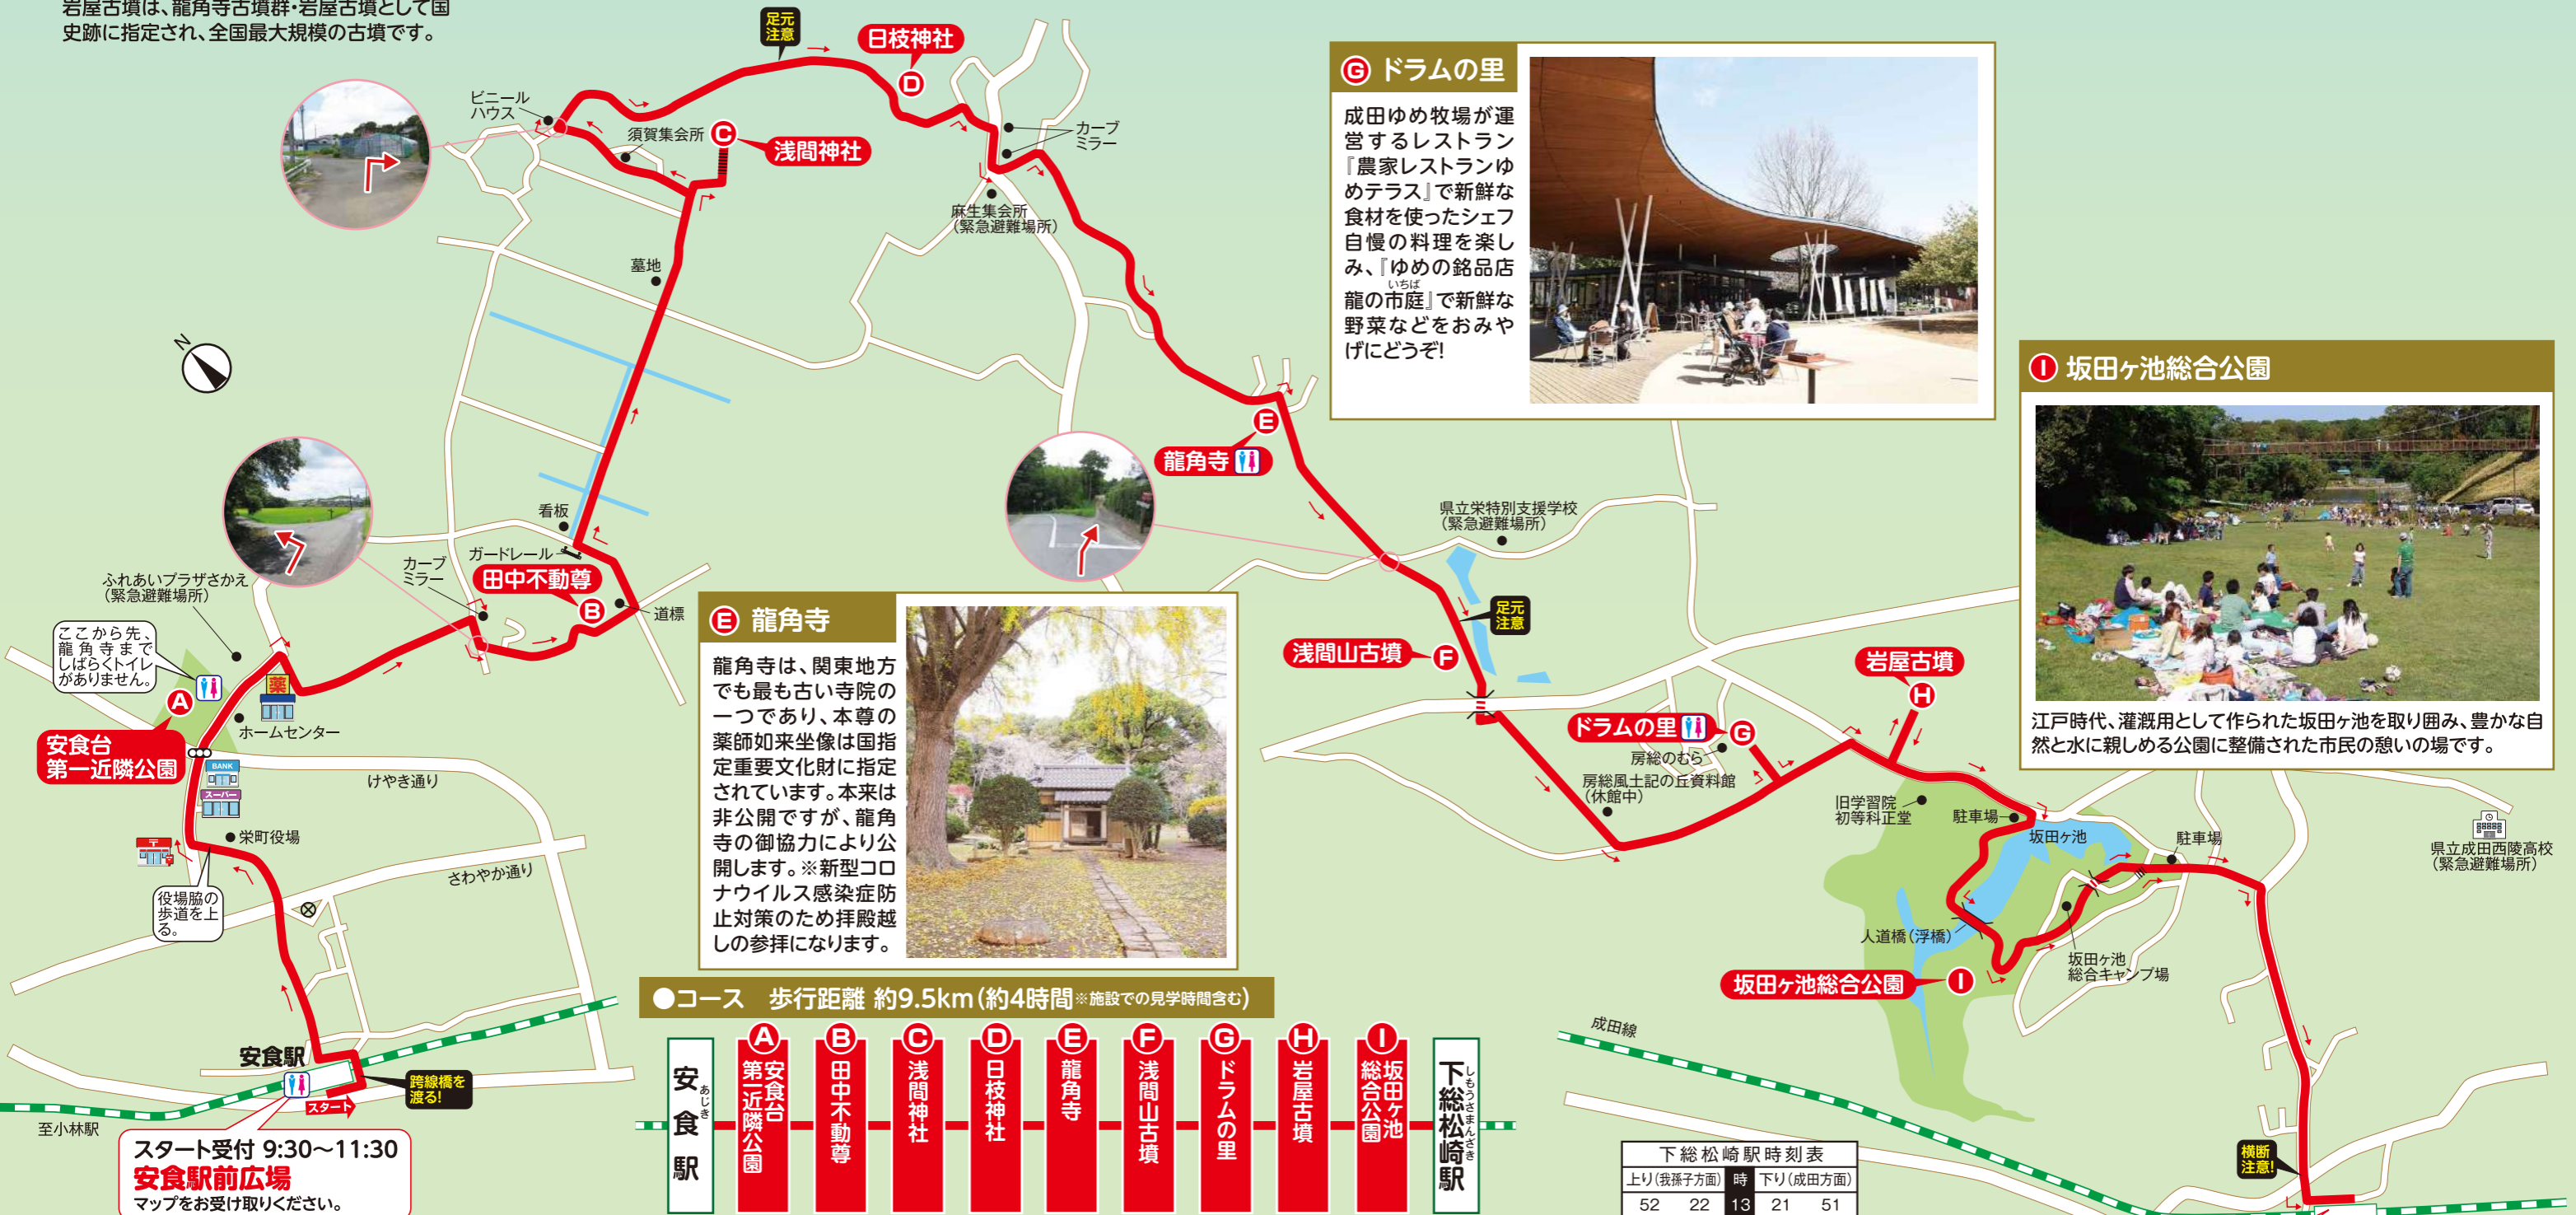 岩屋古墳は、龍角寺古墳群・岩屋古墳として国
史跡に指定され、全国最大規模の古墳です。
足元
注意
日枝神社
D
ビニール
ハウス
須賀集会所
C
浅間神社
カーブ
ミラー
麻生集会所
（緊急避難場所）
墓地
N
G ドラムの里
成田ゆめ牧場が運
営するレストラン
『農家レストランゆ
めテラス』で新鮮な
食材を使ったシェフ
自慢の料理を楽し
み、『ゆめの銘品店
いちば
龍の市庭』で新鮮な
野菜などをおみや
げにどうぞ!
I 坂田ヶ池総合公園
江戸時代、灌漑用として作られた坂田ヶ池を取り囲み、豊かな自
然と水に親しめる公園に整備された市民の憩いの場です。
E
龍角寺
県立栄特別支援学校
（緊急避難場所）
看板
ガードレール
カーブ
ミラー
田中不動尊
B
道標
ふれあいプラザさかえ
（緊急避難場所）
ここから先、
龍角寺まで
しばらくトイレ
がありません。
A
薬
ホームセンター
安食台
第一近隣公園
BANK
スーパー
けやき通り
栄町役場
〒
役場脇の
歩道を上
る。
さわやか通り
E 龍角寺
龍角寺は、関東地方
でも最も古い寺院の
一つであり、本尊の
薬師如来坐像は国指
定重要文化財に指定
されています。本来は
非公開ですが、龍角
寺の御協力により公
開します。※新型コロ
ナウイルス感染症防
止対策のため拝殿越
しの参拝になります。
足元
注意
浅間山古墳
F
岩屋古墳
H
ドラムの里
G
房総のむら
房総風土記の丘資料館
（休館中）
旧学習院
初等科正堂
駐車場
坂田ヶ池
駐車場
県立成田西陵高校
（緊急避難場所）
人道橋（浮橋）
坂田ヶ池
総合キャンプ場
坂田ヶ池総合公園
I
成田線
安食駅
跨線橋を
渡る!
スタート
至小林駅
スタート受付 9:30～11:30
安食駅前広場
マップをお受け取りください。
●コース 歩行距離 約9.5km（約4時間※施設での見学時間含む）
安食駅
あじき
A
安食台
第一近隣公園
B
田中不動尊
C
浅間神社
D
日枝神社
E
龍角寺
F
浅間山古墳
G
ドラムの里
H
岩屋古墳
I
坂田ヶ池
総合公園
下総松崎駅
しもうさまんざき
下総松崎駅時刻表
上り（我孫子方面） 時 下り（成田方面）
52 22 13 21 51
横断
注意!